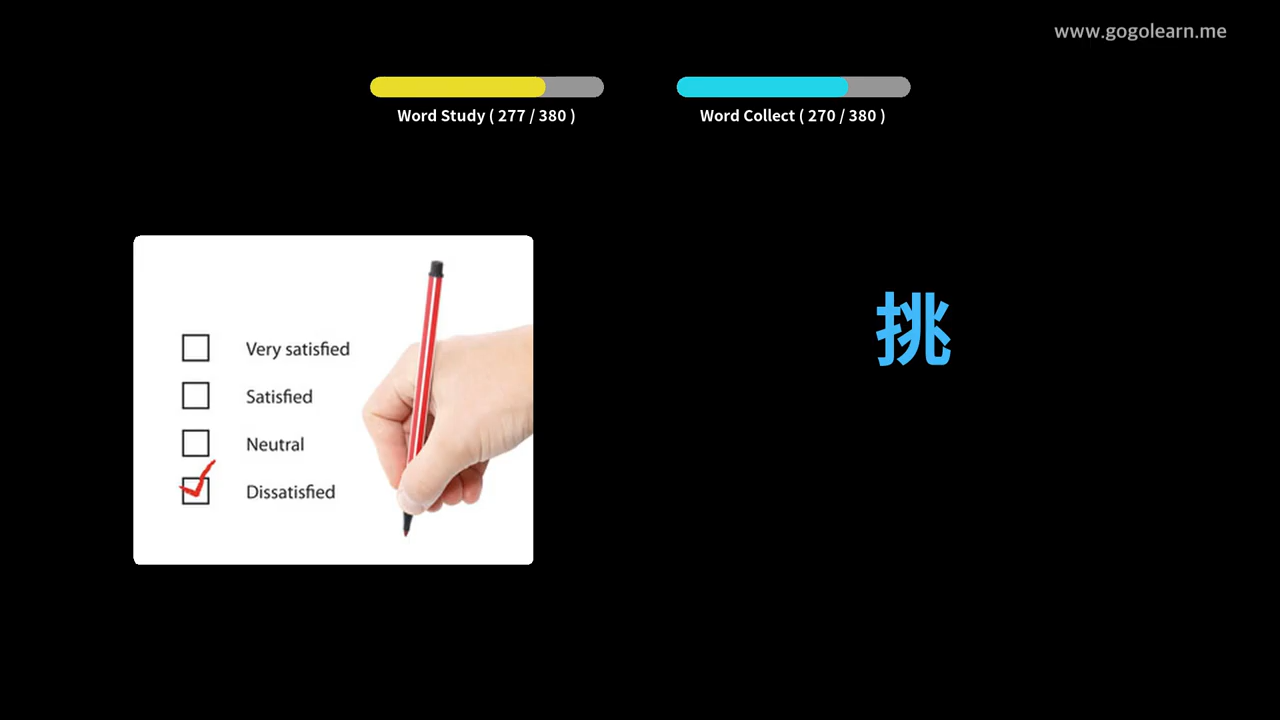 www.gogolearn.me
Word Study ( 277 / 380 )
Word Collect ( 270 / 380 )
挑
Very satisfied
Satisfied
Neutral
Dissatisfied